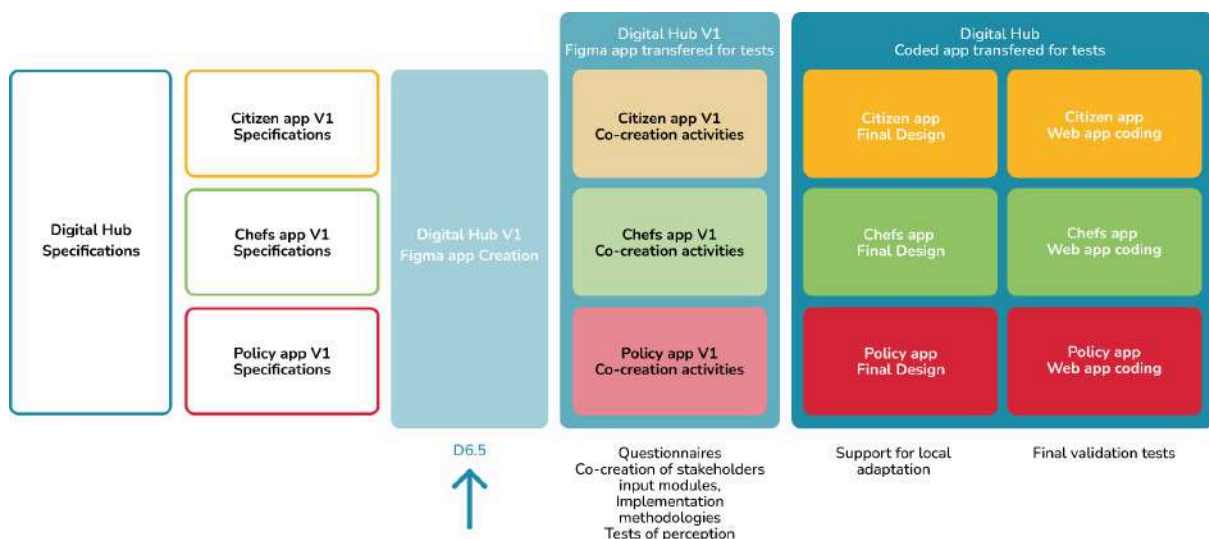 Digital Hub
Specifications
Citizen app V1
Specifications
Chefs app V1
Specifications
Policy app V1
Specifications
Digital Hub V1
Figma app Creation
D6.5
Digital Hub V1
Figma app transfered for tests
Citizen app V1
Co-creation activities
Chefs app V1
Co-creation activities
Policy app V1
Co-creation activities
Questionnaires
Co-creation of stakeholders
input modules,
Implementation
methodologies
Tests of perception
Digital Hub
Coded app transfered for tests
Citizen app
Final Design
Chefs app
Final Design
Policy app
Final Design
Support for local
adaptation
Citizen app
Web app coding
Chefs app
Web app coding
Policy app
Web app coding
Final validation tests